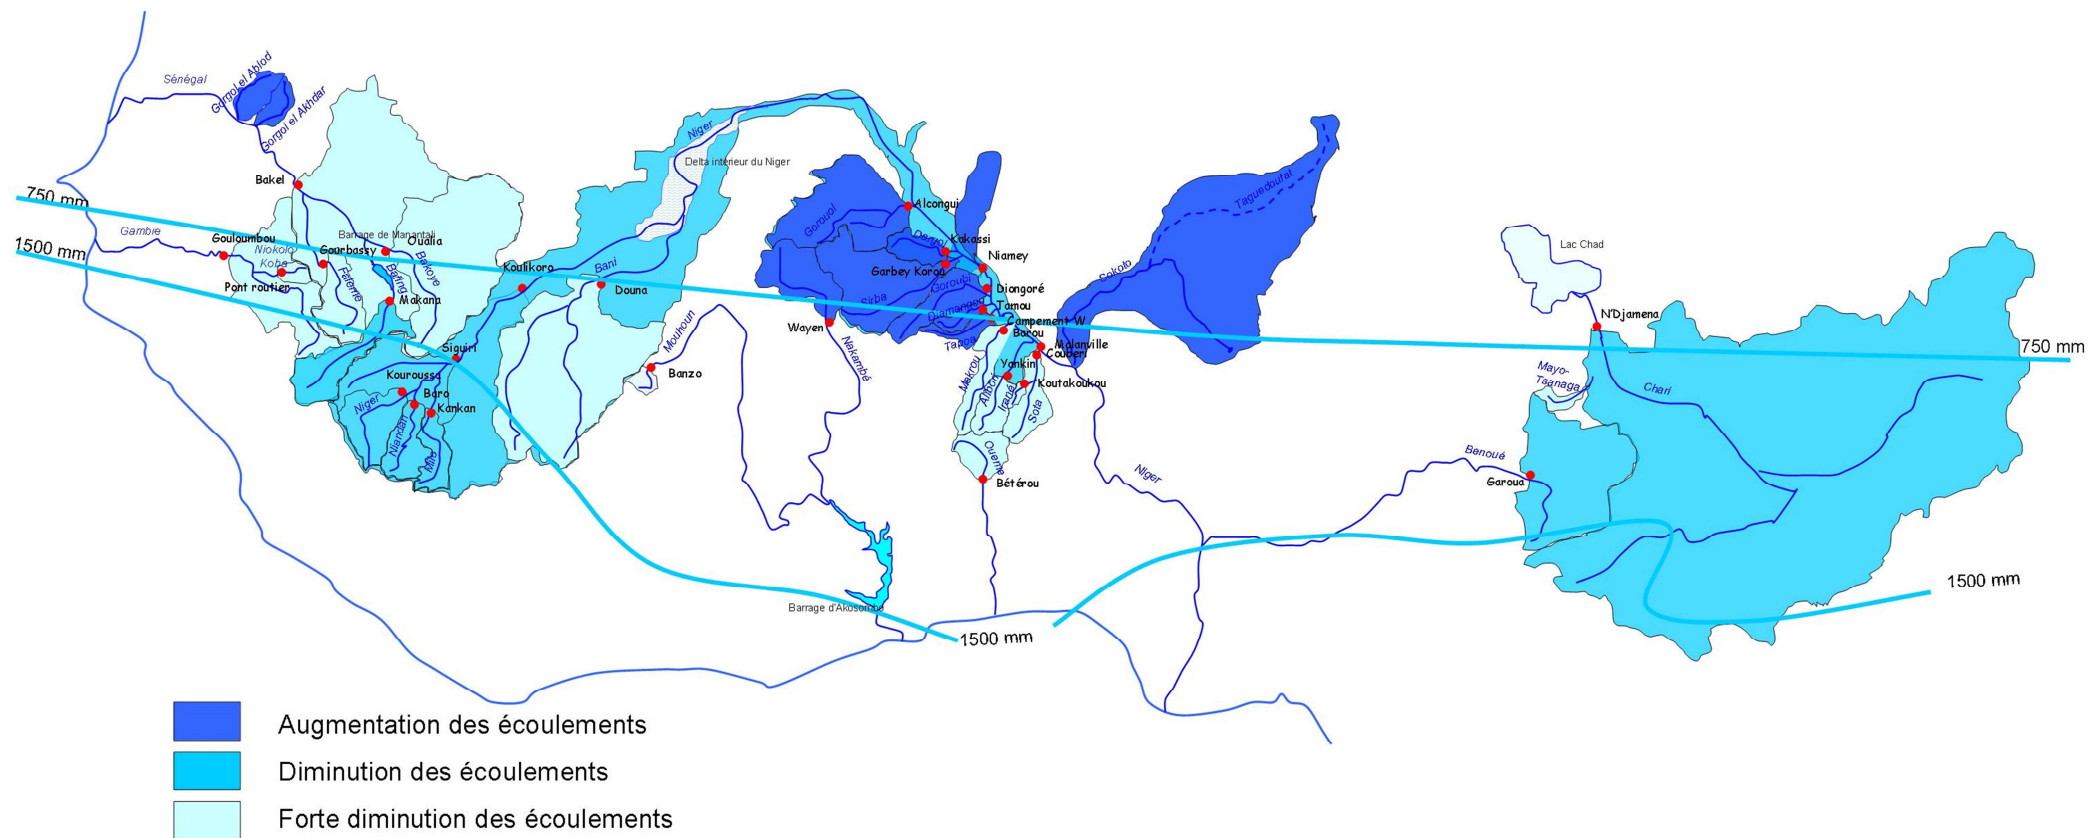 Sénégal
Gorgol el Ablod
Gorgol el Akhdar
Bakel
750 mm
1500 mm
Gambie
Gouloumbou
Niokolo
Koba
Pont routier
Gourbassy
Barrage de Manantali
Oualia
Faleme
Bafing
Bakoye
Makana
Niger
Delta intérieur du Niger
Koulikoro
Bani
Douna
Siguiri
Kouroussa
Baro
Kankan
Niger
Niandan
Milo
Mouhoun
Banzo
Nakambé
Wayen
Gorouol
Alcongui
Dargol
Kakassi
Garbey Korou
Niamey
Sirba
Goroubi
Diongoré
Diamangou
Tamou
Campement W
Tapoa
Barou
Malanville
Couberi
Yankin
Koutakoukou
Mekrou
Alibori
Irané
Sota
Ouémé
Bétérou
Sokoto
Taguedoufat
Niger
Benoué
Garoua
Lac Chad
N'Djamena
Mayo-
Tsanaga
Chari
750 mm
1500 mm
Barrage d'Akosombo
1500 mm
Augmentation des écoulements
Diminution des écoulements
Forte diminution des écoulements